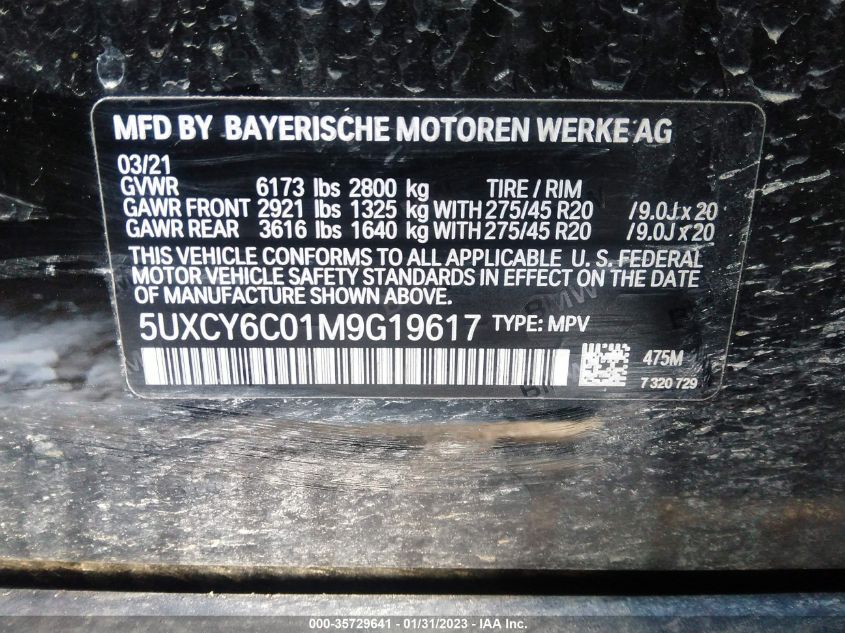 MFD BY BAYERISCHE MOTOREN WERKE AG
03/21
GVWR 6173 lbs 2800 kg TIRE / RIM
GAWR FRONT 2921 lbs 1325 kg WITH 275/45 R20 /9.0J x 20
GAWR REAR 3616 lbs 1640 kg WITH 275/45 R20 /9.0J x 20
THIS VEHICLE CONFORMS TO ALL APPLICABLE U. S. FEDERAL
MOTOR VEHICLE SAFETY STANDARDS IN EFFECT ON THE DATE
OF MANUFACTURE SHOWN ABOVE.
5UXCY6C01M9G19617 TYPE: MPV
475M
7 320 729
000-35729641 - 01/31/2023 - IAA Inc.